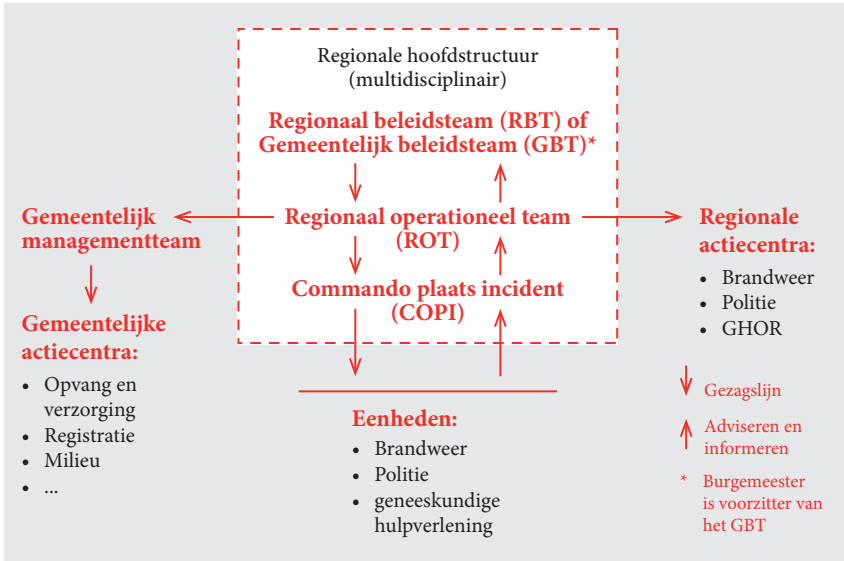 Regionale hoofdstructuur
(multidisciplinair)
Regionaal beleidsteam (RBT) of
Gemeentelijk beleidsteam (GBT)*
Gemeentelijk
managementteam
Regionaal operationeel team
(ROT)
Regionale
actiecentra:
• Brandweer
• Politie
• GHOR
Commando plaats incident
(COPI)
Gemeentelijke
actiecentra:
• Opvang en
verzorging
• Registratie
• Milieu
• ...
Eenheden:
• Brandweer
• Politie
• geneeskundige
hulpverlening
Gezagslijn
Adviseren en
informeren
* Burgemeester
is voorzitter van
het GBT